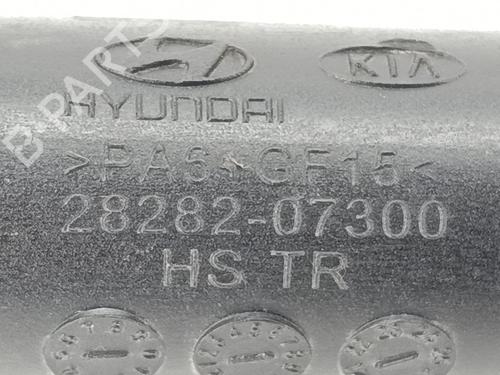 B-PARTS
KIA
HYUNDAI
>PA6+GF15<
28282-07300
HS TR